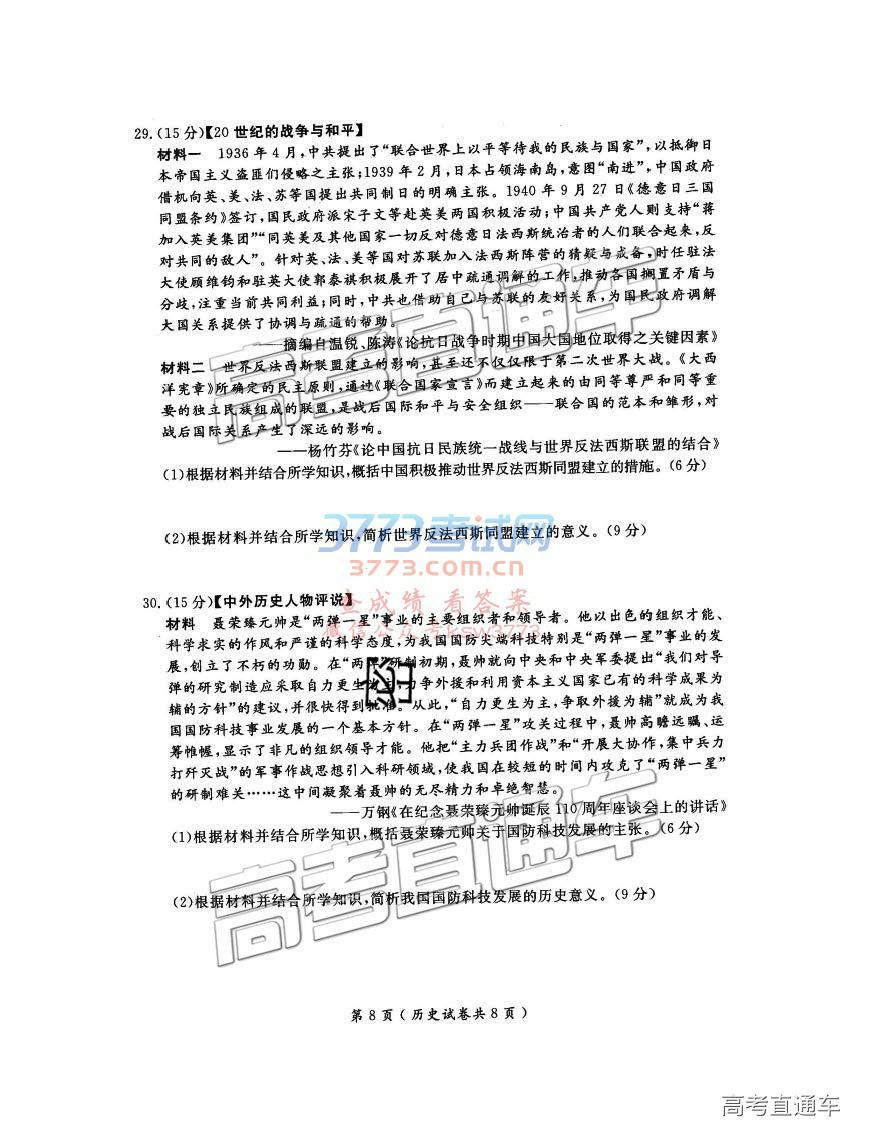 29.(15 分)【20 世纪的战争与和平】
材料一 1936 年 4 月,中共提出了“联合世界上以平等待我的民族与国家”,以抵御日
本帝国主义盗匪们侵略之主张;1939 年 2 月,日本占领海南岛,意图“南进”,中国政府
借机向英、美、法、苏等国提出共同制日的明确主张。1940 年 9 月 27 日《德意日三国
同盟条约》签订,国民政府派宋子文等赴英美两国积极活动;中国共产党人则支持“蒋
加入英美集团”“同英美及其他国家一切反对德意日法西斯统治者的人们联合起来,反
对共同的敌人”。针对英、法、美等国对苏联加入法西斯阵营的猜疑与戒备,时任驻法
大使顾维钧和驻英大使郭泰祺积极展开了居中疏通调解的工作,推动各国搁置矛盾与
分歧,注重当前共同利益;同时,中共也借助自己与苏联的友好关系,为国民政府调解
大国关系提供了协调与疏通的帮助。
——摘编自温锐、陈涛《论抗日战争时期中国大国地位取得之关键因素》
材料二 世界反法西斯联盟建立的影响,甚至还不仅仅限于第二次世界大战。《大西
洋宪章》所确定的民主原则,通过《联合国家宣言》而建立起来的由同等尊严和同等重
要的独立民族组成的联盟,是战后国际和平与安全组织——联合国的范本和雏形,对
战后国际关系产生了深远的影响。
——杨竹芬《论中国抗日民族统一战线与世界反法西斯联盟的结合》
(1)根据材料并结合所学知识,概括中国积极推动世界反法西斯同盟建立的措施。(6 分)
(2)根据材料并结合所学知识,简析世界反法西斯同盟建立的意义。(9 分)
3773考试网
3773.com.cn
30.(15 分)【中外历史人物评说】
查成绩 看答案
材料 聂荣臻元帅是“两弹一星”事业的主要组织者和领导者。他以出色的组织才能、
微信公众号ksw3773
科学求实的作风和严谨的科学态度,为我国国防尖端科技特别是“两弹一星”事业的发
展,创立了不朽的功勋。在“两弹”研制初期,聂帅就向中央和中央军委提出“我们对导
弹的研究制造应采取自力更生为主,力争外援和利用资本主义国家已有的科学成果为
辅的方针”的建议,并很快得到批准。从此,“自力更生为主,争取外援为辅”就成为我
国国防科技事业发展的一个基本方针。在“两弹一星”攻关过程中,聂帅高瞻远瞩、运
筹帷幄,显示了非凡的组织领导才能。他把“主力兵团作战”和“开展大协作,集中兵力
打歼灭战”的军事作战思想引入科研领域,使我国在较短的时间内攻克了“两弹一星”
的研制难关……这中间凝聚着聂帅的无尽精力和卓绝智慧。
——万钢《在纪念聂荣臻元帅诞辰 110 周年座谈会上的讲话》
(1)根据材料并结合所学知识,概括聂荣臻元帅关于国防科技发展的主张。(6 分)
(2)根据材料并结合所学知识,简析我国国防科技发展的历史意义。(9 分)
高考直通车
高考直通车
第 8 页 ( 历史试卷共 8 页 )
高考直通车